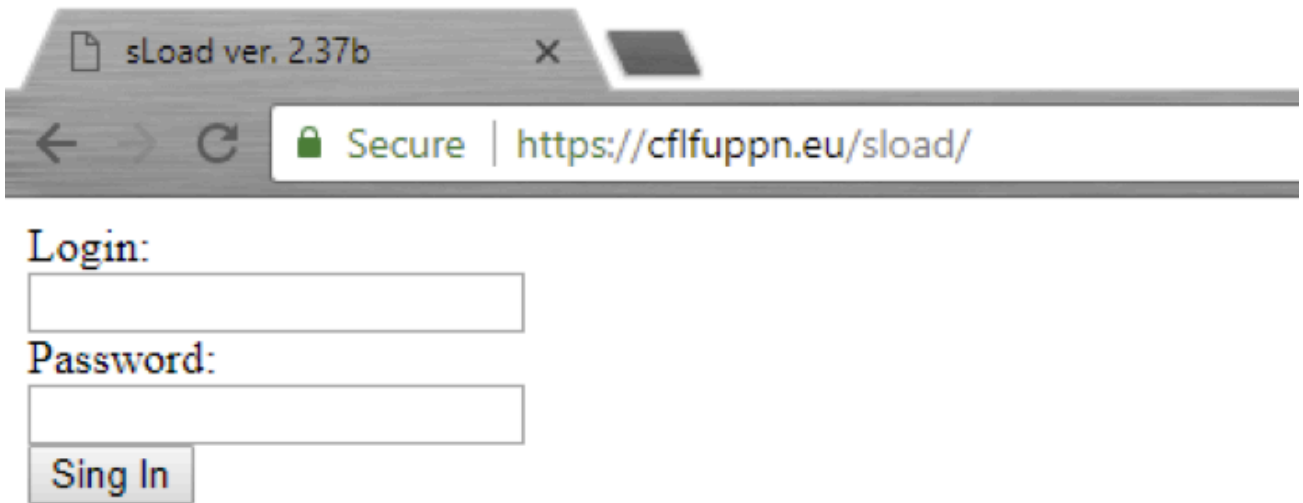 sLoad ver. 2.37b
Secure | https://cflfuppn.eu/sload/
Login:
Password:
Sing In